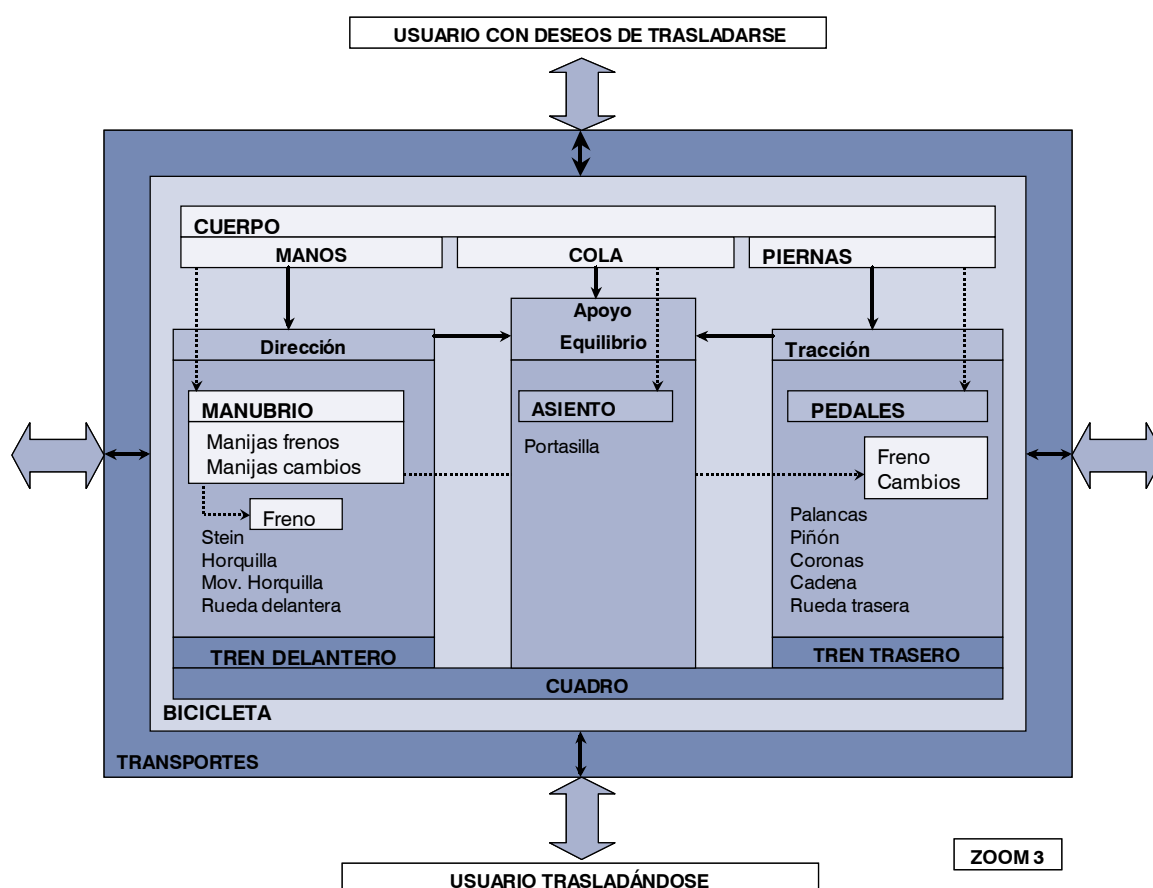 USUARIO CON DESEOS DE TRASLADARSE
CUERPO
MANOS
COLA
PIERNAS
Apoyo
Equilibrio
Dirección
Tracción
MANUBRIO
Manijas frenos
Manijas cambios
Freno
Stein
Horquilla
Mov. Horquilla
Rueda delantera
TREN DELANTERO
ASIENTO
Portasilla
PEDALES
Freno
Cambios
Palancas
Piñón
Coronas
Cadena
Rueda trasera
TREN TRASERO
CUADRO
BICICLETA
TRANSPORTES
ZOOM 3
USUARIO TRASLADÁNDOSE